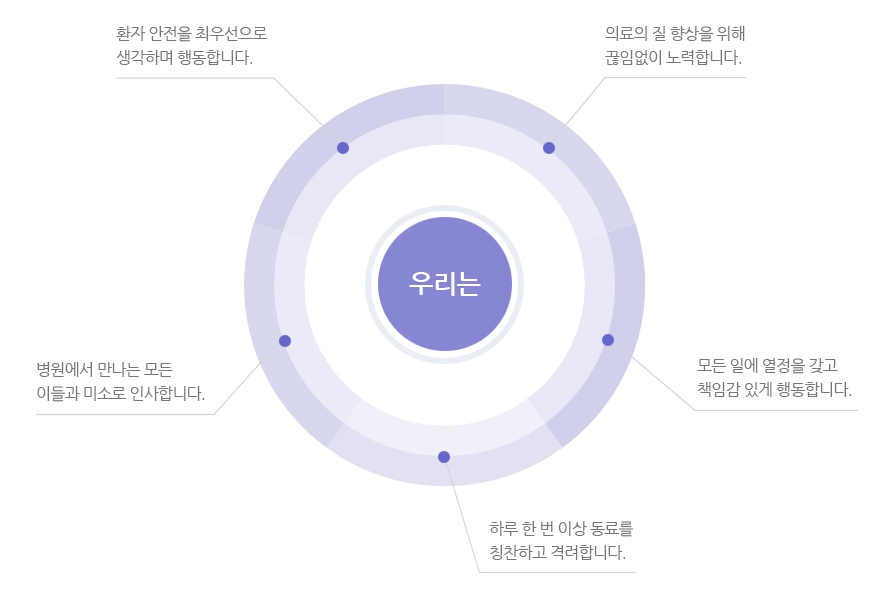 환자 안전을 최우선으로
생각하며 행동합니다.
의료의 질 향상을 위해
끊임없이 노력합니다.
우리는
병원에서 만나는 모든
이들과 미소로 인사합니다.
모든 일에 열정을 갖고
책임감 있게 행동합니다.
하루 한 번 이상 동료를
칭찬하고 격려합니다.